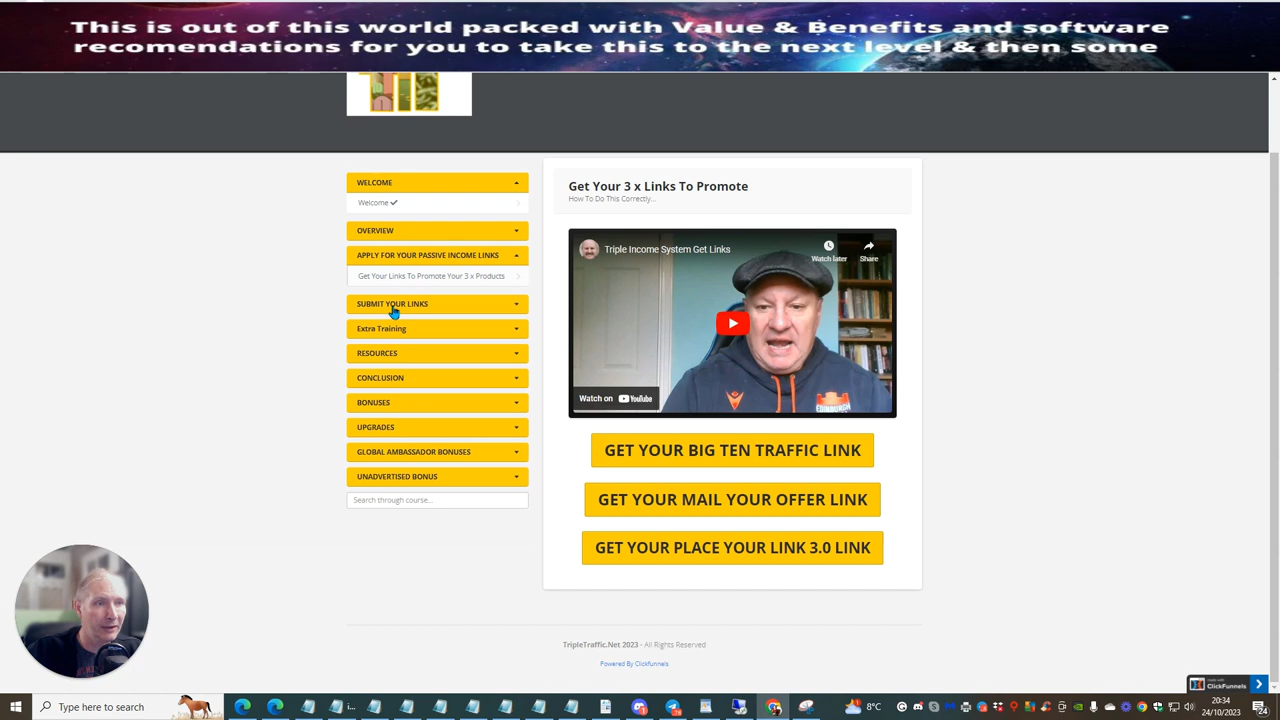 This is out of this world packed with Value & Benefits and software
recomendations for you to take this to the next level & then some
WELCOME
Welcome
OVERVIEW
APPLY FOR YOUR PASSIVE INCOME LINKS
Get Your Links To Promote Your 3 x Products
SUBMIT YOUR LINKS
Extra Training
RESOURCES
CONCLUSION
BONUSES
UPGRADES
GLOBAL AMBASSADOR BONUSES
UNADVERTISED BONUS
Search through course...
Get Your 3 x Links To Promote
How To Do This Correctly...
Triple Income System Get Links
Watch later
Share
EDINBURGH
Watch on YouTube
GET YOUR BIG TEN TRAFFIC LINK
GET YOUR MAIL YOUR OFFER LINK
GET YOUR PLACE YOUR LINK 3.0 LINK
TripleTraffic.Net 2023 - All Rights Reserved
Powered By Clickfunnels
made with
ClickFunnels
Type here to search
8°C
20:34
24/10/2023
24